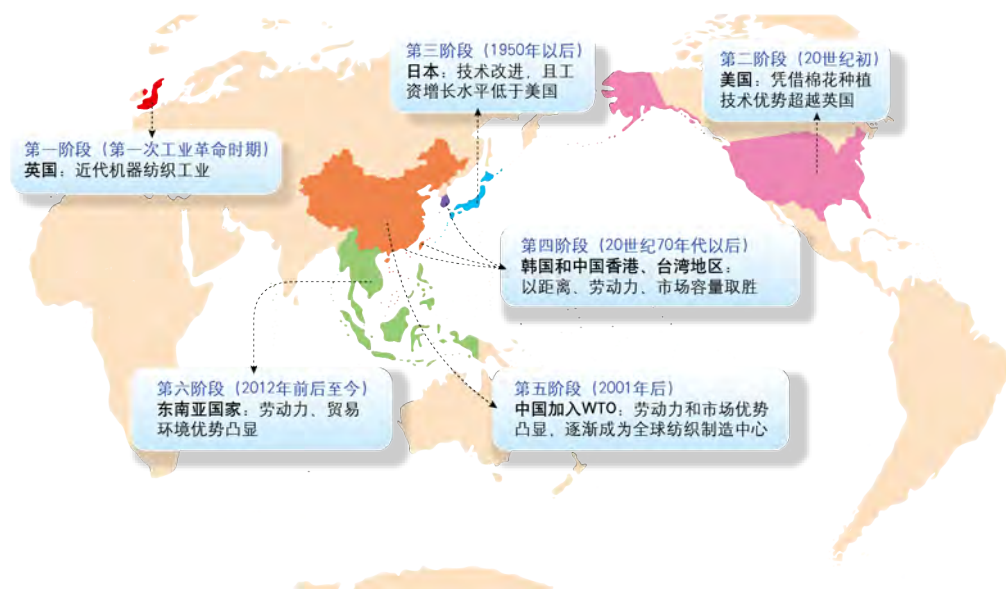 第一阶段（第一次工业革命时期）
英国：近代机器纺织工业
第二阶段（20世纪初）
美国：凭借棉花种植
技术优势超越英国
第三阶段（1950年以后）
日本：技术改进，且工
资增长水平低于美国
第四阶段（20世纪70年代以后）
韩国和中国香港、台湾地区：
以距离、劳动力、市场容量取胜
第五阶段（2001年后）
中国加入WTO：劳动力和市场优势
凸显，逐渐成为全球纺织制造中心
第六阶段（2012年前后至今）
东南亚国家：劳动力、贸易
环境优势凸显